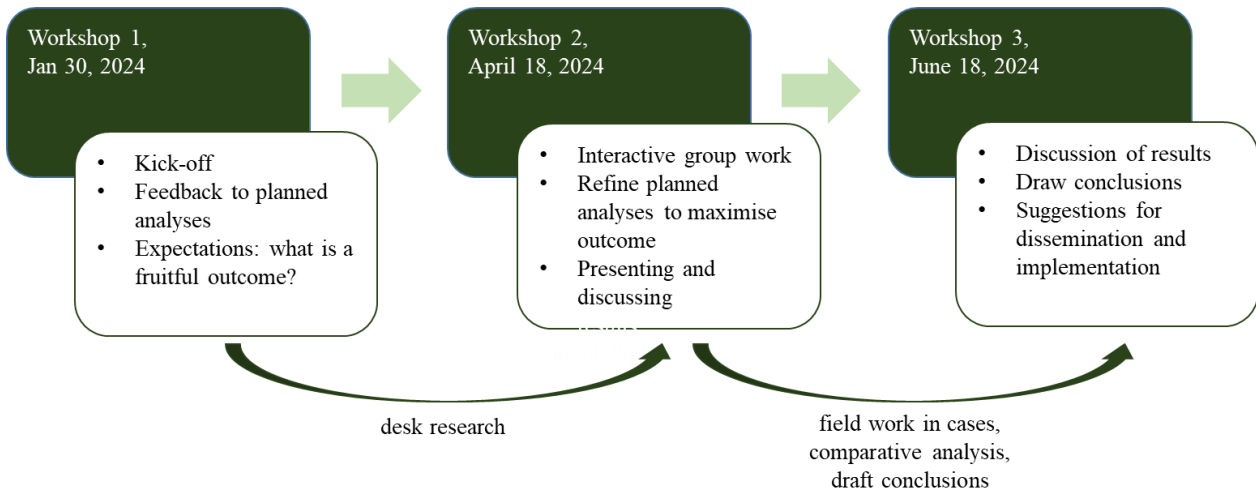 Workshop 1,
Jan 30, 2024
• Kick-off
• Feedback to planned
analyses
• Expectations: what is a
fruitful outcome?
Workshop 2,
April 18, 2024
• Interactive group work
• Refine planned
analyses to maximise
outcome
• Presenting and
discussing
Workshop 3,
June 18, 2024
• Discussion of results
• Draw conclusions
• Suggestions for
dissemination and
implementation
desk research
field work in cases,
comparative analysis,
draft conclusions